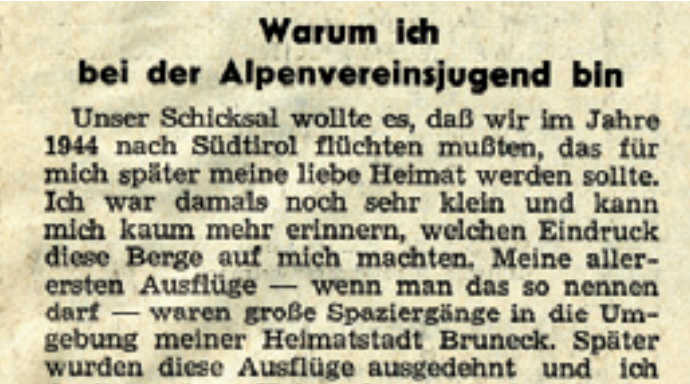 Warum ich
bei der Alpenvereinsjugend bin
Unser Schicksal wollte es, daß wir im Jahre
1944 nach Südtirol flüchten mußten, das für
mich später meine liebe Heimat werden sollte.
Ich war damals noch sehr klein und kann
mich kaum mehr erinnern, welchen Eindruck
diese Berge auf mich machten. Meine aller-
ersten Ausflüge — wenn man das so nennen
darf — waren große Spaziergänge in die Um-
gebung meiner Heimatstadt Bruneck. Später
wurden diese Ausflüge ausgedehnt und ich